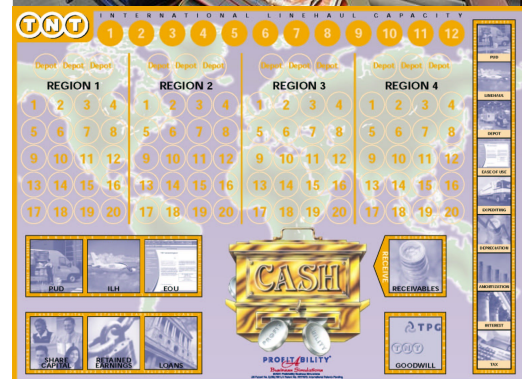 TNT
INTERNATIONAL LINEHAUL CAPACITY
1 2 3 4 5 6 7 8 9 10 11 12
Depot Depot Depot Depot Depot Depot Depot Depot Depot Depot Depot Depot
REGION 1 REGION 2 REGION 3 REGION 4
1 2 3 4 1 2 3 4 1 2 3 4 1 2 3 4
5 6 7 8 5 6 7 8 5 6 7 8 5 6 7 8
9 10 11 12 9 10 11 12 9 10 11 12 9 10 11 12
13 14 15 16 13 14 15 16 13 14 15 16 13 14 15 16
17 18 19 20 17 18 19 20 17 18 19 20 17 18 19 20
PUD ILH EOU
CASH
RECEIVE
RECEIVABLES
SHARE CAPITAL
RETAINED EARNINGS
LOANS
PROFIT ABILITY
Business Simulations
TPG
TNT
GOODWILL
PUD
LINEHAUL
DEPOT
EASE OF USE
EXPEDITING
DEPRECIATION
AMORTIZATION
INTEREST
TAX